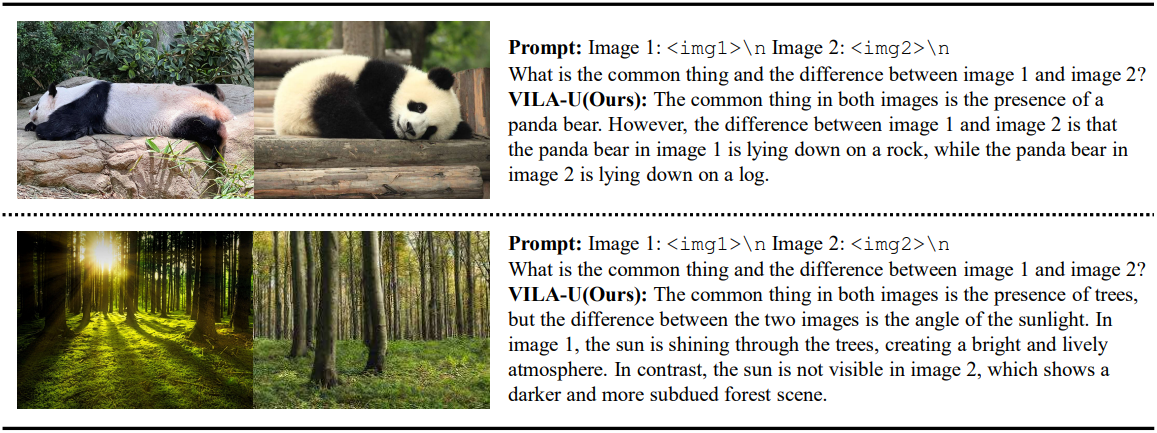 Prompt: Image 1: <img1>\n Image 2: <img2>\n
What is the common thing and the difference between image 1 and image 2?
VILA-U(Ours): The common thing in both images is the presence of a
panda bear. However, the difference between image 1 and image 2 is that
the panda bear in image 1 is lying down on a rock, while the panda bear in
image 2 is lying down on a log.
Prompt: Image 1: <img1>\n Image 2: <img2>\n
What is the common thing and the difference between image 1 and image 2?
VILA-U(Ours): The common thing in both images is the presence of trees,
but the difference between the two images is the angle of the sunlight. In
image 1, the sun is shining through the trees, creating a bright and lively
atmosphere. In contrast, the sun is not visible in image 2, which shows a
darker and more subdued forest scene.